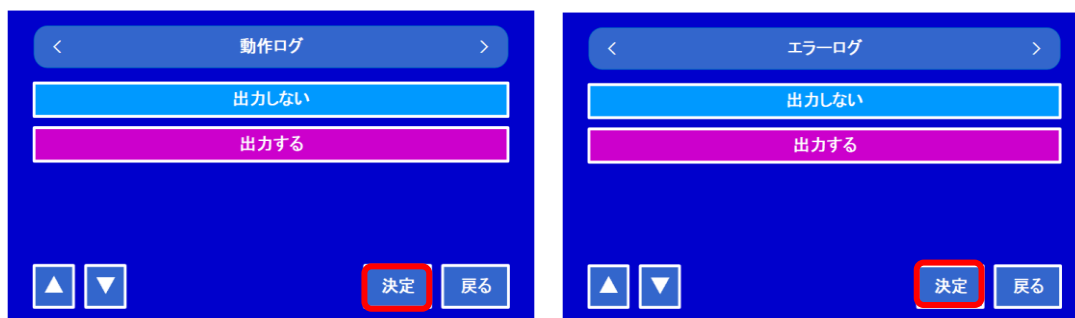 < 動作ログ >
出力しない
出力する
▲ ▼ 決定 戻る
< エラーログ >
出力しない
出力する
▲ ▼ 決定 戻る